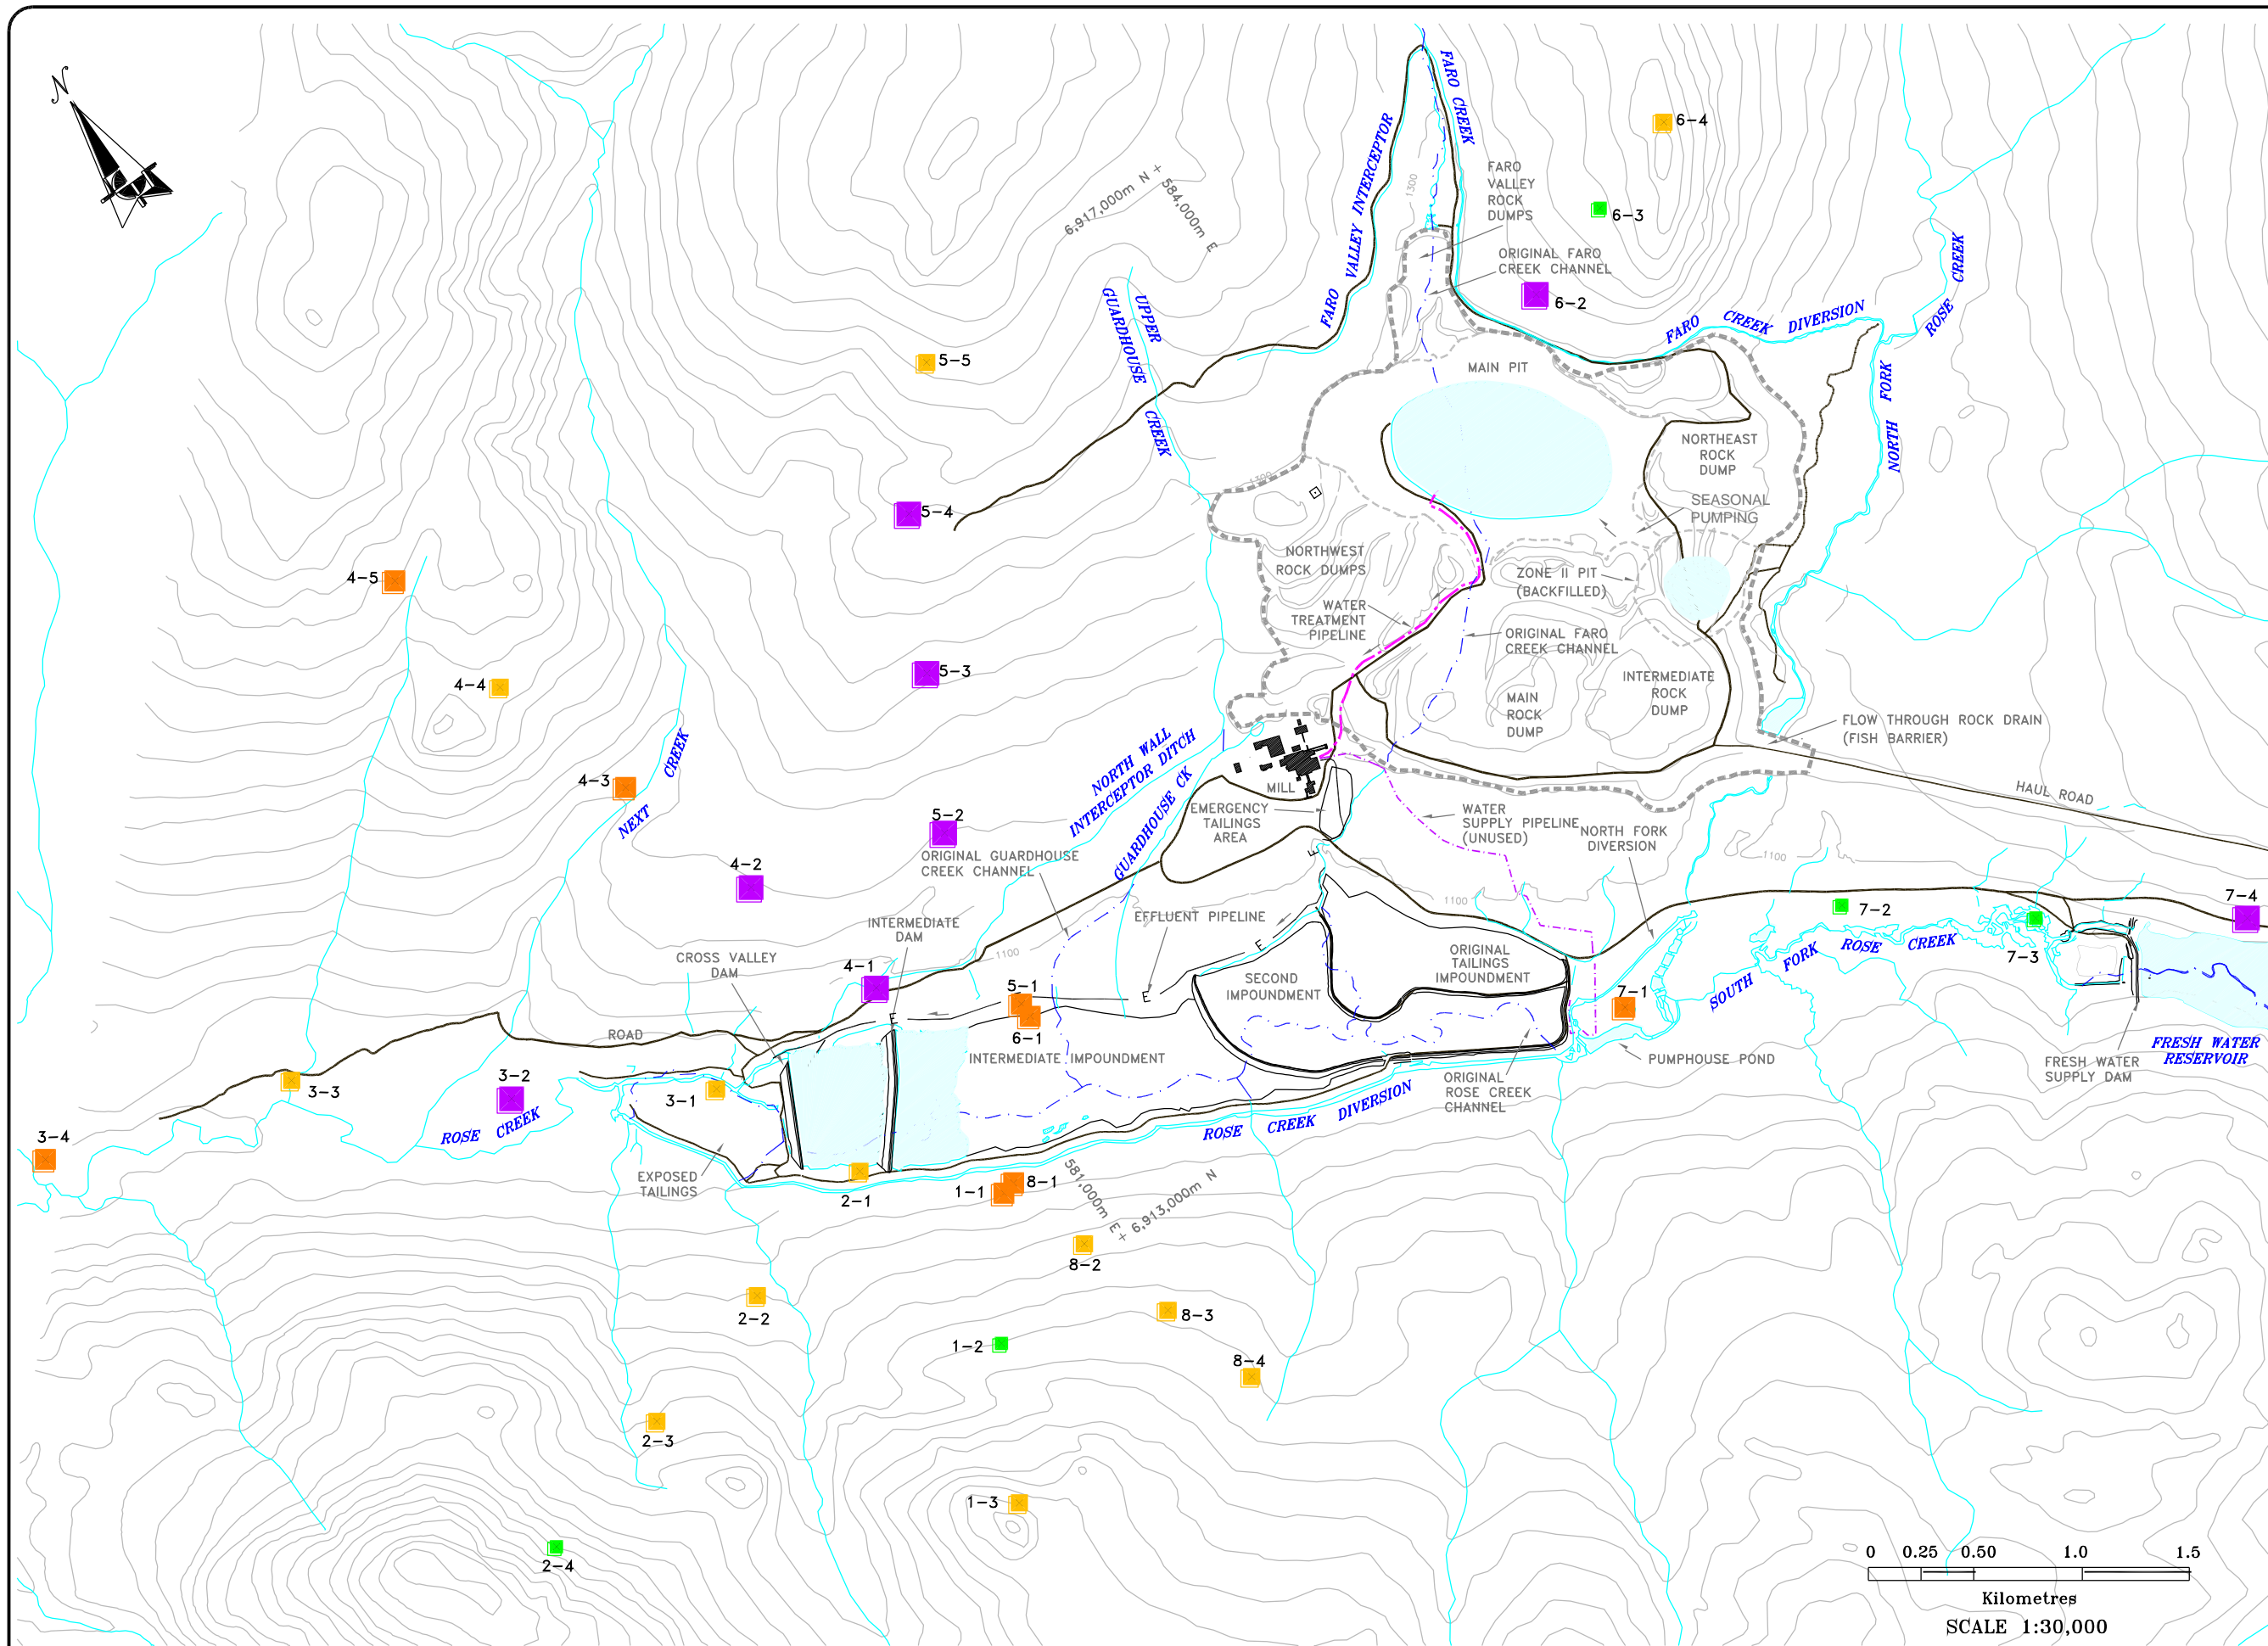 N
FARO CREEK
FARO VALLEY INTERCEPTOR
6-4
6,917,000m N + 584,000m E
1300
FARO
VALLEY
ROCK
DUMPS
6-3
ORIGINAL FARO
CREEK CHANNEL
6-2
UPPER
GUARDHOUSE CREEK
FARO CREEK DIVERSION
NORTH FORK ROSE CREEK
5-5
MAIN PIT
NORTHEAST
ROCK
DUMP
1300
SEASONAL
PUMPING
5-4
NORTHWEST
ROCK DUMPS
ZONE II PIT
(BACKFILLED)
4-5
WATER
TREATMENT
PIPELINE
ORIGINAL FARO
CREEK CHANNEL
5-3
4-4
INTERMEDIATE
ROCK
DUMP
MAIN
ROCK
DUMP
FLOW THROUGH ROCK DRAIN
(FISH BARRIER)
NORTH WALL
INTERCEPTOR DITCH
4-3
NEXT CREEK
MILL
HAUL ROAD
GUARDHOUSE CK
EMERGENCY
TAILINGS
AREA
WATER
SUPPLY PIPELINE
(UNUSED)
NORTH FORK
DIVERSION
5-2
ORIGINAL GUARDHOUSE
CREEK CHANNEL
E
1100
4-2
7-4
1100
7-2
INTERMEDIATE
DAM
EFFLUENT PIPELINE
E
SOUTH FORK ROSE CREEK
7-3
CROSS VALLEY
DAM
1100
ORIGINAL
TAILINGS
IMPOUNDMENT
4-1
SECOND
IMPOUNDMENT
5-1
E
7-1
E
6-1
ROAD
INTERMEDIATE IMPOUNDMENT
PUMPHOUSE POND
FRESH WATER
RESERVOIR
FRESH WATER
SUPPLY DAM
3-3
3-2
3-1
ORIGINAL
ROSE CREEK
CHANNEL
ROSE CREEK
ROSE CREEK DIVERSION
3-4
EXPOSED
TAILINGS
2-1
1-1
8-1
581,000m E + 6,913,000m N
8-2
2-2
8-3
1-2
8-4
2-3
1-3
2-4
0 0.25 0.50 1.0 1.5
Kilometres
SCALE 1:30,000